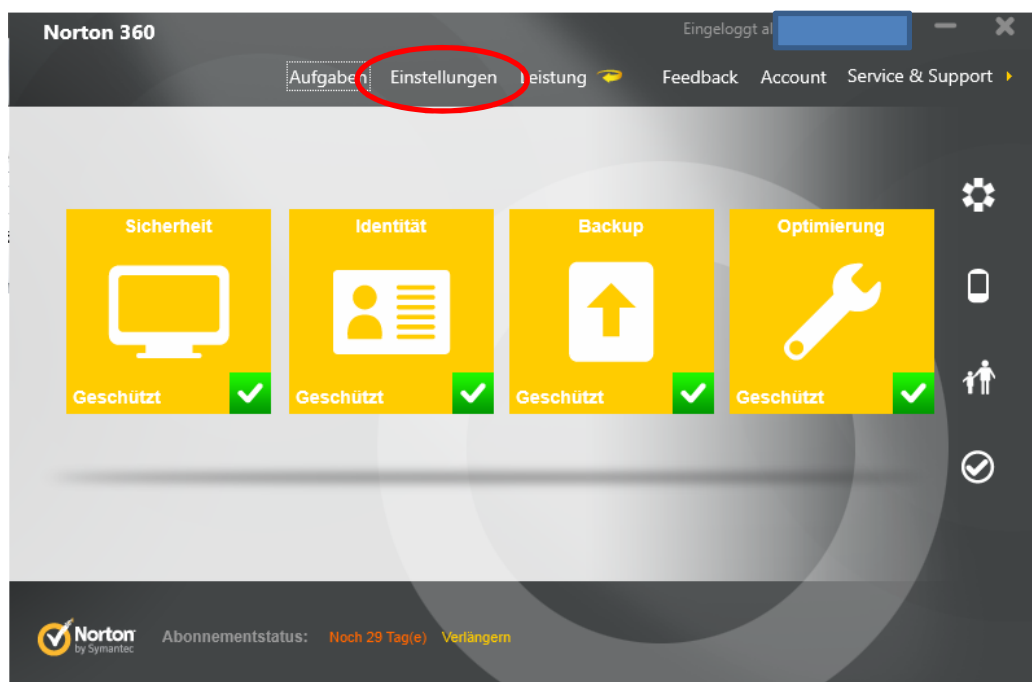 Norton 360
Eingeloggt al
Aufgaben Einstellungen Leistung Feedback Account Service & Support
Sicherheit Identität Backup Optimierung
Geschützt Geschützt Geschützt Geschützt
Norton
by Symantec
Abonnementstatus: Noch 29 Tag(e) Verlängern